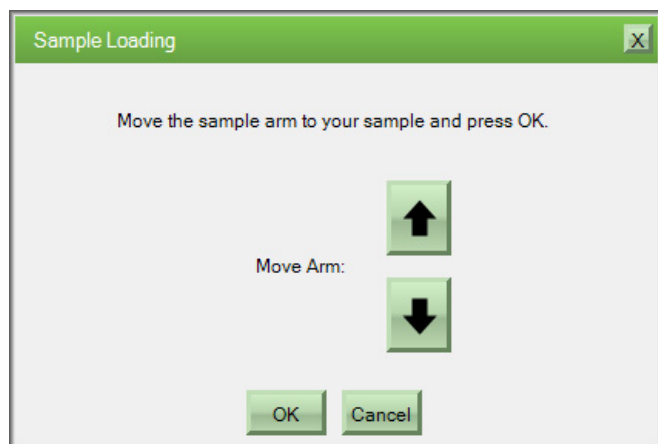 Sample Loading
X
Move the sample arm to your sample and press OK.
Move Arm:
OK Cancel